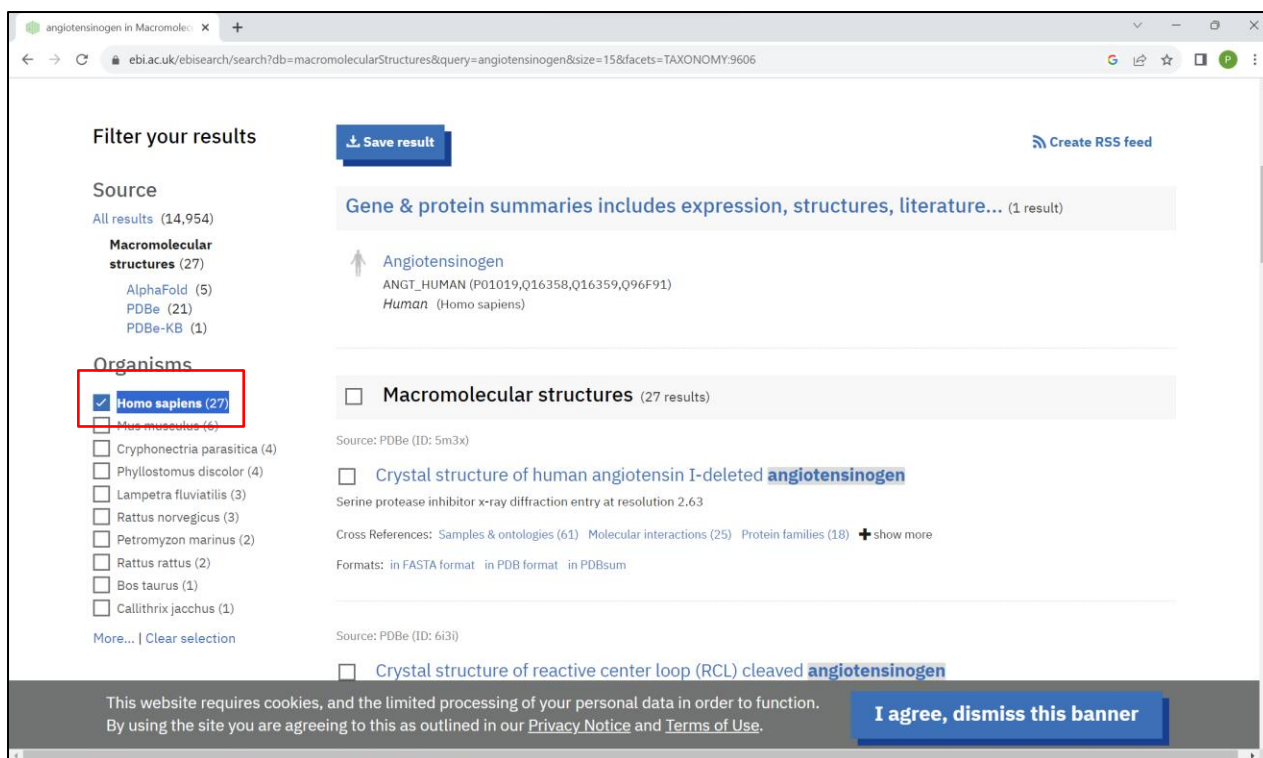 angiotensinogen in Macromolec
ebi.ac.uk/ebisearch/search?db=macromolecularStructures&query=angiotensinogen&size=15&facets=TAXONOMY:9606
G
P
Filter your results
Source
All results (14,954)
Macromolecular
structures (27)
AlphaFold (5)
PDBe (21)
PDBe-KB (1)
Organisms
Homo sapiens (27)
Mus musculus (6)
Cryphonectria parasitica (4)
Phyllostomus discolor (4)
Lampetra fluviatilis (3)
Rattus norvegicus (3)
Petromyzon marinus (2)
Rattus rattus (2)
Bos taurus (1)
Callithrix jacchus (1)
More... | Clear selection
Save result
Create RSS feed
Gene & protein summaries includes expression, structures, literature... (1 result)
Angiotensinogen
ANGT_HUMAN (P01019,Q16358,Q16359,Q96F91)
Human (Homo sapiens)
Macromolecular structures (27 results)
Source: PDBe (ID: 5m3x)
Crystal structure of human angiotensin I-deleted angiotensinogen
Serine protease inhibitor x-ray diffraction entry at resolution 2.63
Cross References: Samples & ontologies (61) Molecular interactions (25) Protein families (18) +show more
Formats: in FASTA format in PDB format in PDBsum
Source: PDBe (ID: 6i3i)
Crystal structure of reactive center loop (RCL) cleaved angiotensinogen
This website requires cookies, and the limited processing of your personal data in order to function.
By using the site you are agreeing to this as outlined in our Privacy Notice and Terms of Use.
I agree, dismiss this banner